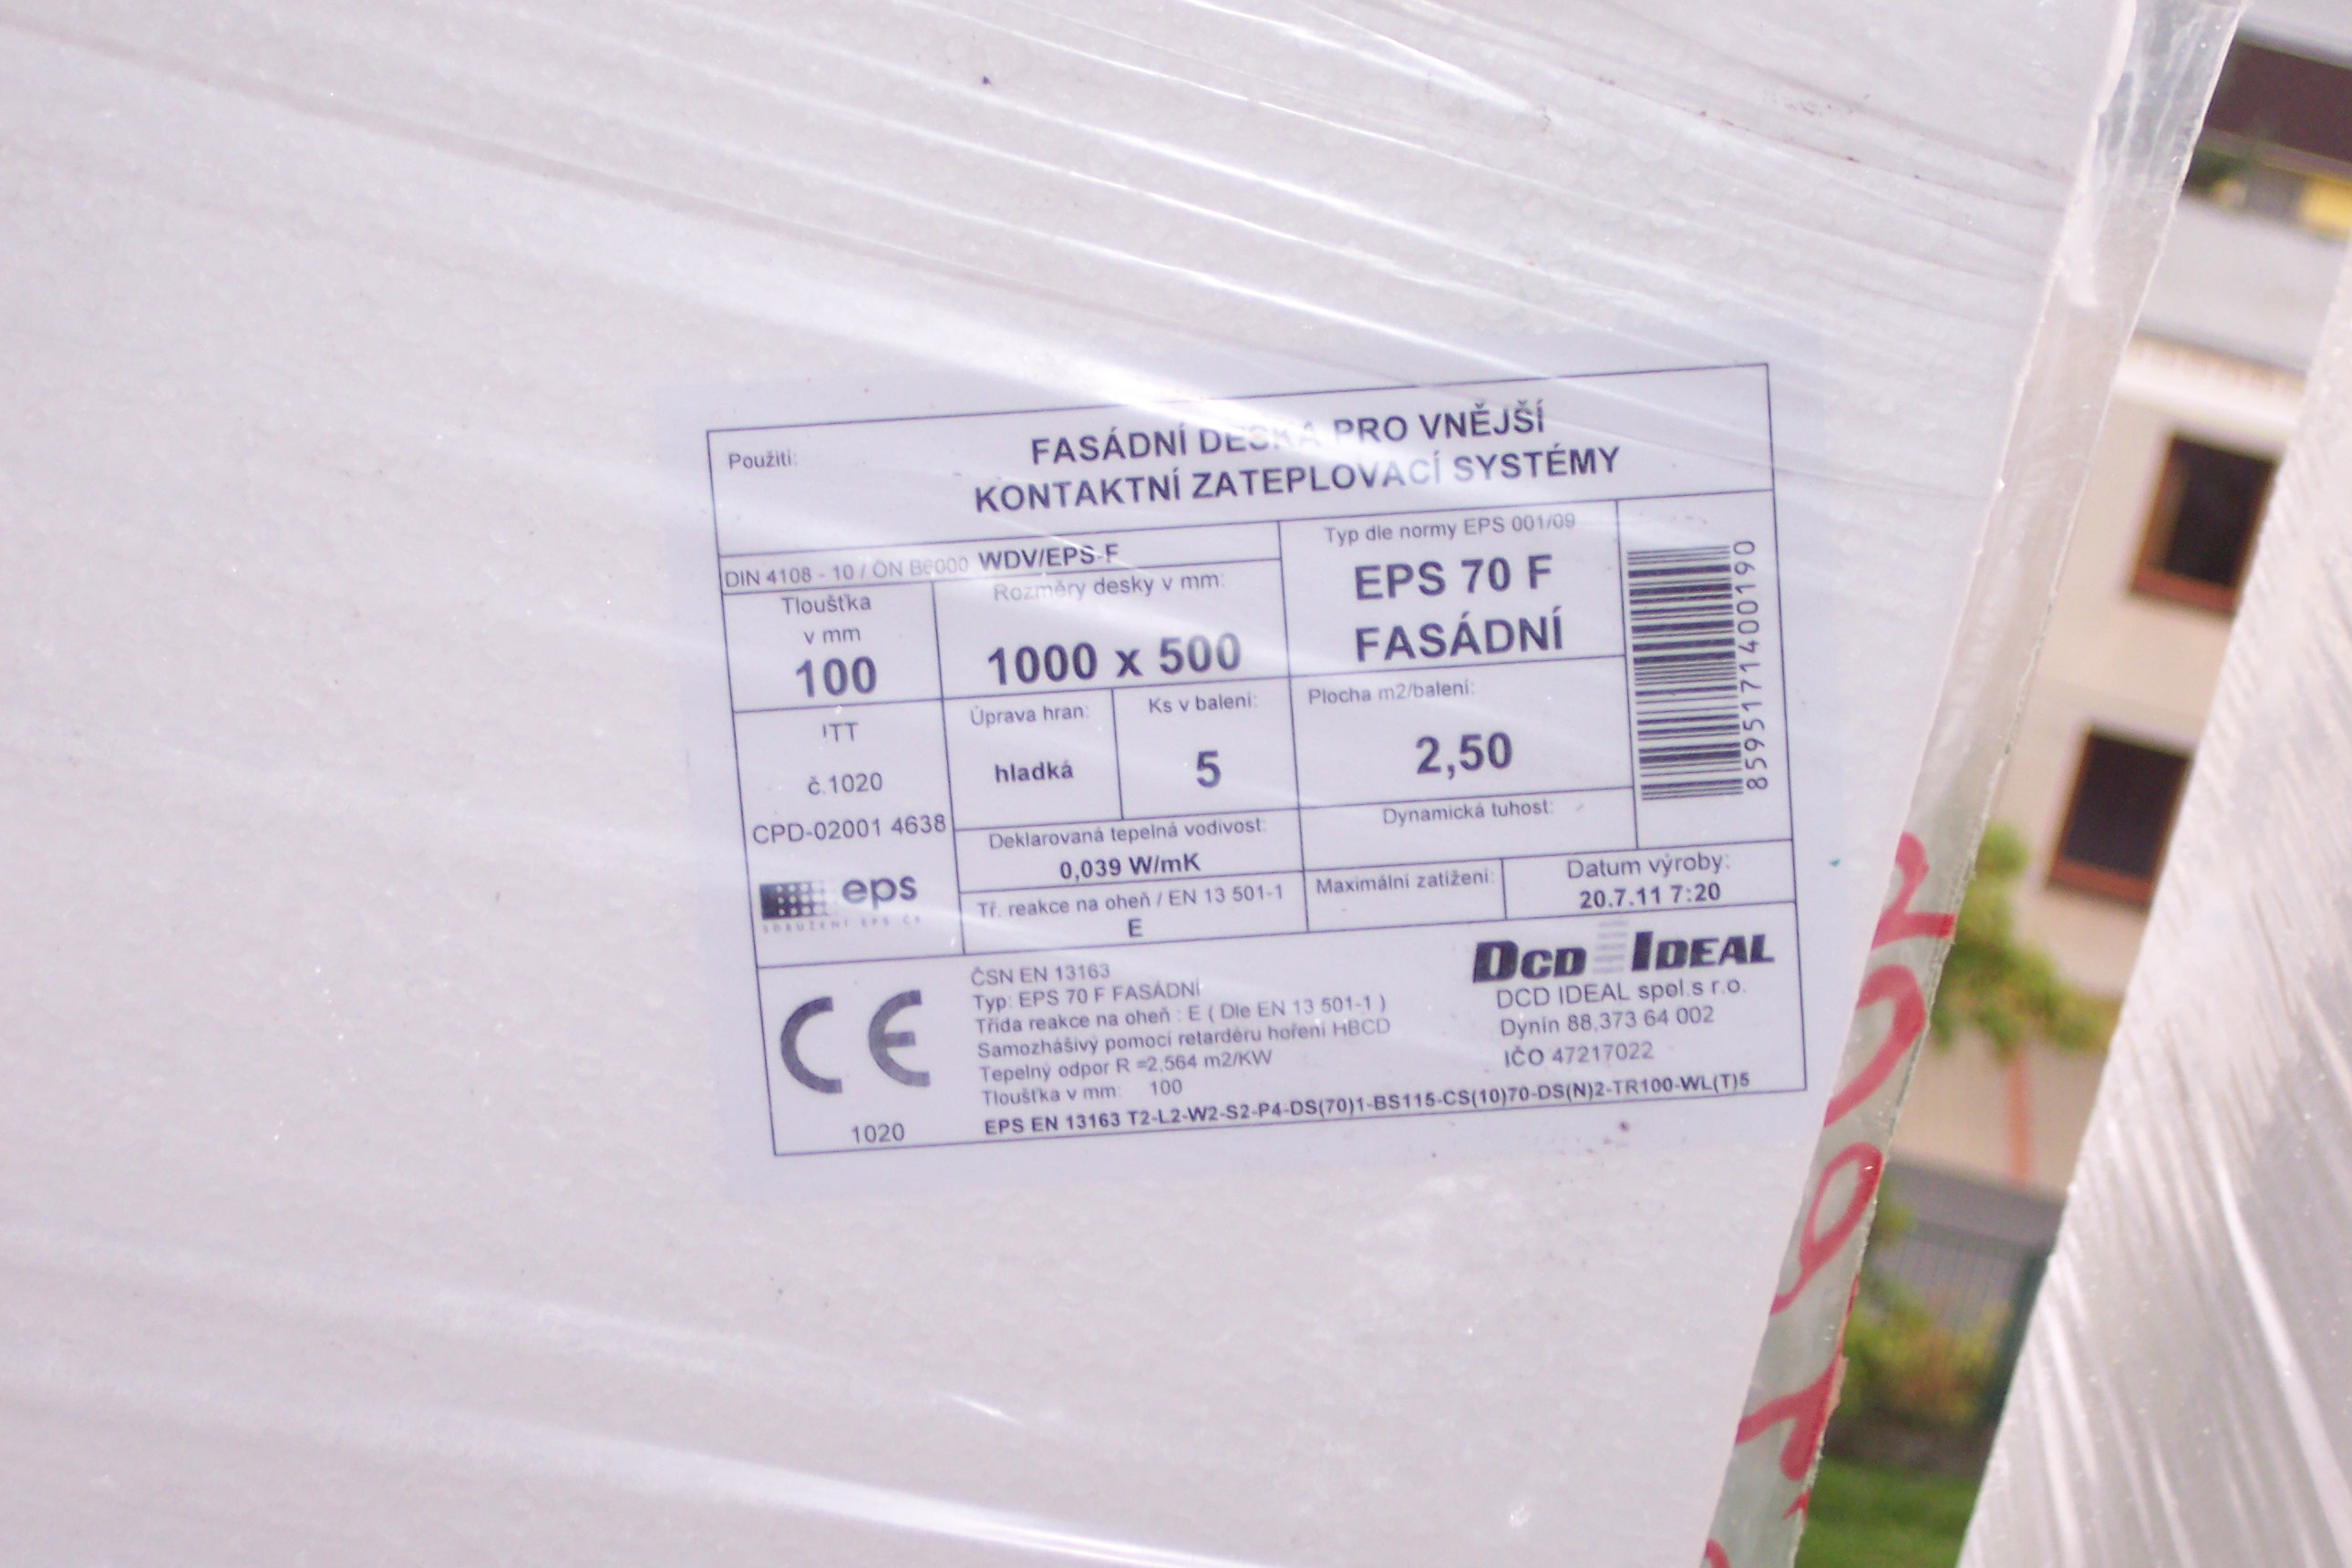 Použití:
FASÁDNÍ DESKA PRO VNĚJŠÍ
KONTAKTNÍ ZATEPLOVACÍ SYSTÉMY
DIN 4108 - 10 / ÖN B6000 WDV/EPS-F
Typ dle normy EPS 001/09
EPS 70 F
FASÁDNÍ
Tloušťka
v mm
100
Rozměry desky v mm:
1000 x 500
8595171400190
ITT
č.1020
CPD-02001 4638
Úprava hran:
hladká
Ks v balení:
5
Plocha m2/balení:
2,50
Deklarovaná tepelná vodivost:
0,039 W/mK
Dynamická tuhost:
eps
SDRUŽENÍ EPS ČR
Tř. reakce na oheň / EN 13 501-1
E
Maximální zatížení:
Datum výroby:
20.7.11 7:20
CE
1020
ČSN EN 13163
Typ: EPS 70 F FASÁDNÍ
Třída reakce na oheň : E ( Dle EN 13 501-1 )
Samozhášivý pomocí retardéru hoření HBCD
Tepelný odpor R =2,564 m2/KW
Tloušťka v mm: 100
EPS EN 13163 T2-L2-W2-S2-P4-DS(70)1-BS115-CS(10)70-DS(N)2-TR100-WL(T)5
DCD IDEAL
DCD IDEAL spol.s r.o.
Dynín 88,373 64 002
IČO 47217022